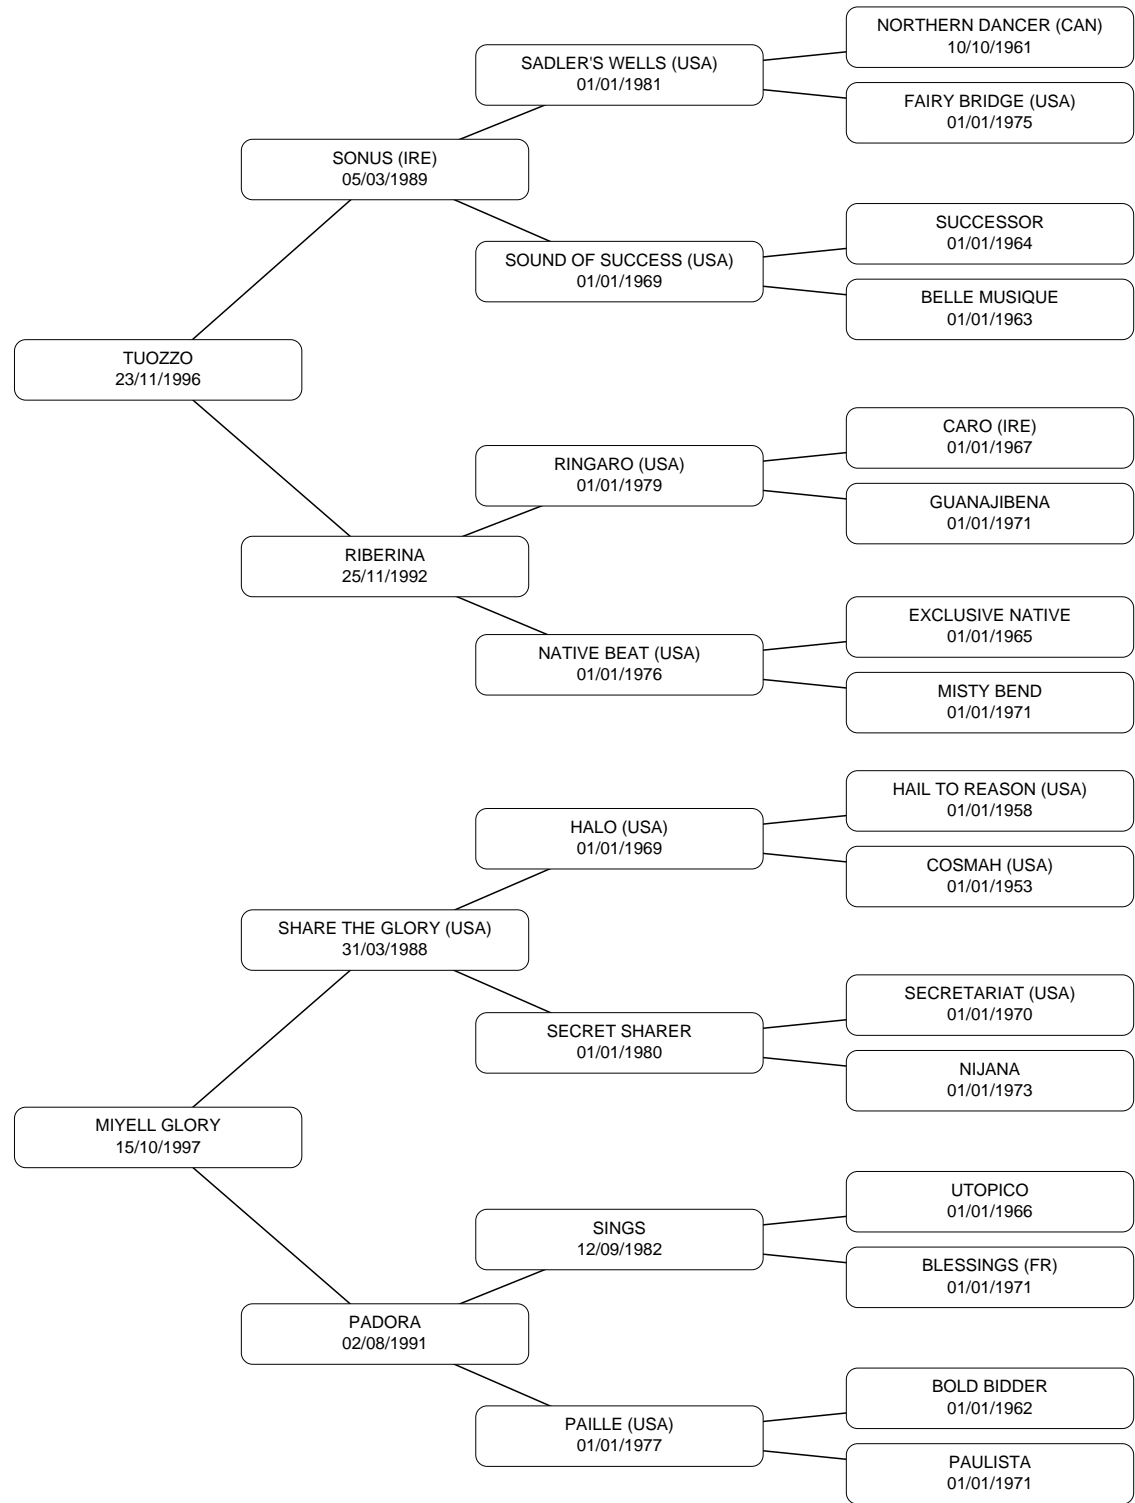 NORTHERN DANCER (CAN)
10/10/1961
SADLER'S WELLS (USA)
01/01/1981
FAIRY BRIDGE (USA)
01/01/1975
SONUS (IRE)
05/03/1989
SUCCESSOR
01/01/1964
SOUND OF SUCCESS (USA)
01/01/1969
BELLE MUSIQUE
01/01/1963
TUOZZO
23/11/1996
CARO (IRE)
01/01/1967
RINGARO (USA)
01/01/1979
GUANAJIBENA
01/01/1971
RIBERINA
25/11/1992
EXCLUSIVE NATIVE
01/01/1965
NATIVE BEAT (USA)
01/01/1976
MISTY BEND
01/01/1971
HAIL TO REASON (USA)
01/01/1958
HALO (USA)
01/01/1969
COSMAH (USA)
01/01/1953
SHARE THE GLORY (USA)
31/03/1988
SECRETARIAT (USA)
01/01/1970
SECRET SHARER
01/01/1980
NIJANA
01/01/1973
MIYELL GLORY
15/10/1997
UTOPICO
01/01/1966
SINGS
12/09/1982
BLESSINGS (FR)
01/01/1971
PADORA
02/08/1991
BOLD BIDDER
01/01/1962
PAILLE (USA)
01/01/1977
PAULISTA
01/01/1971